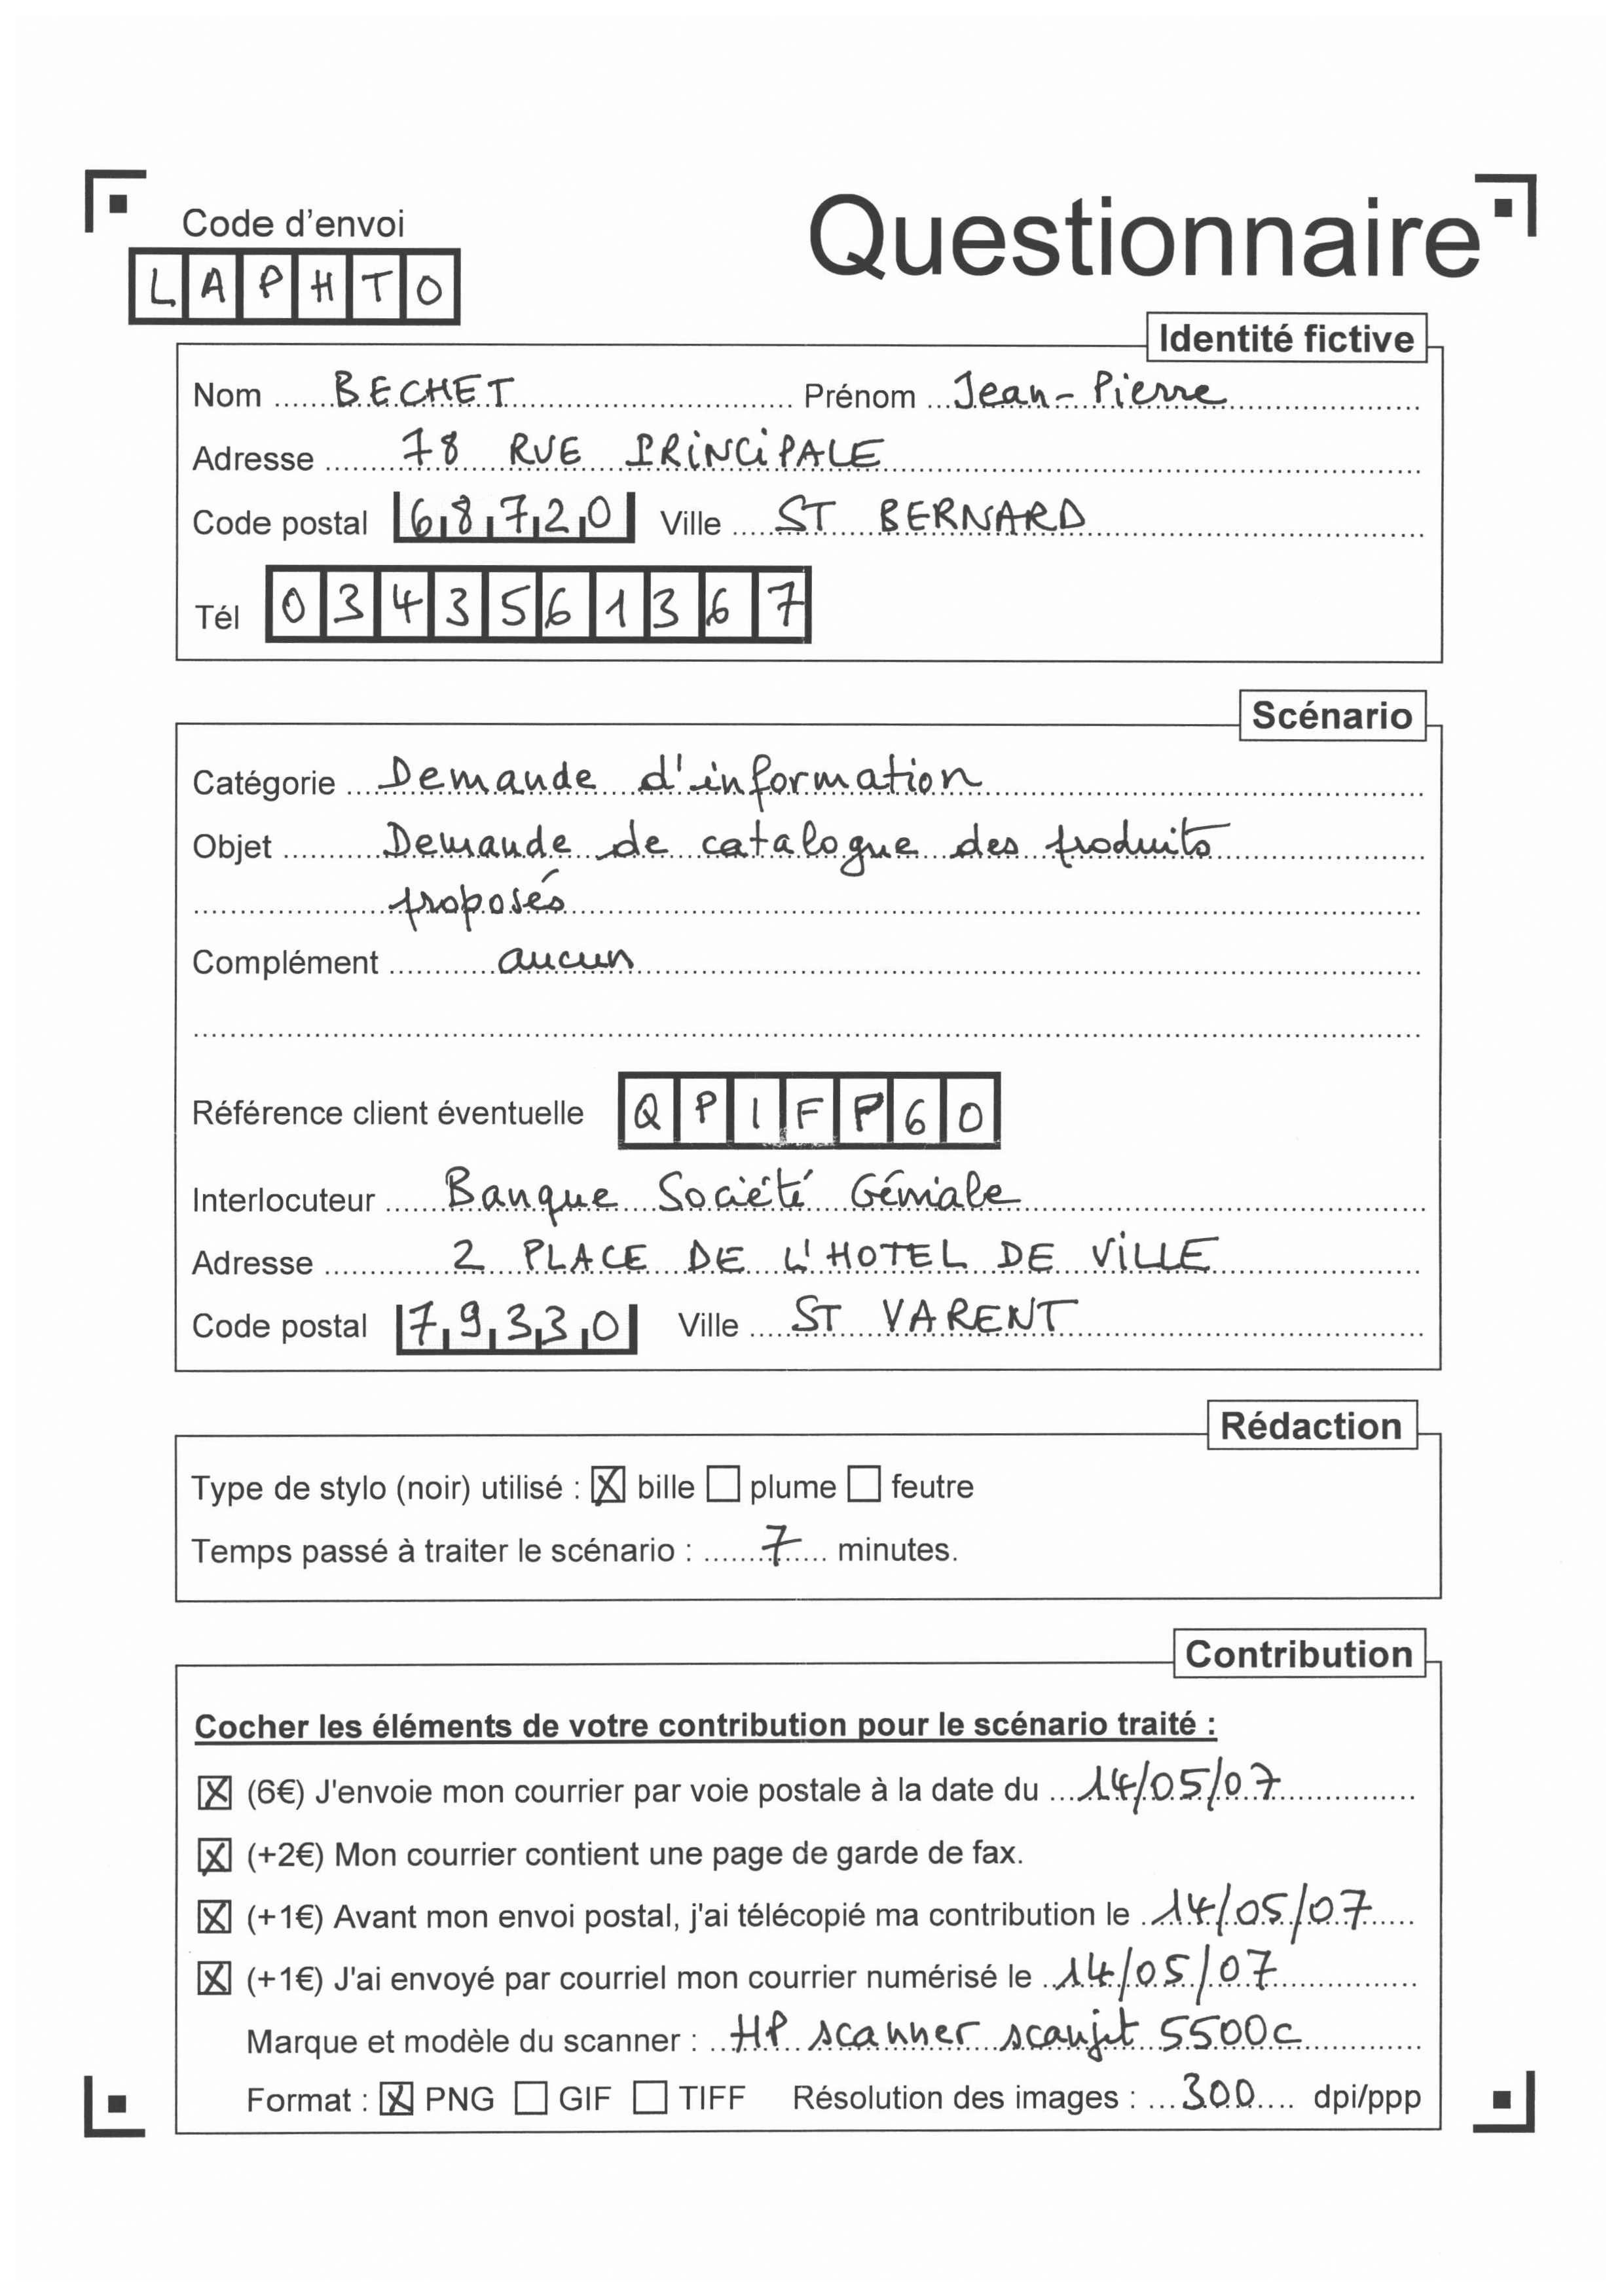 Code d'envoi
Questionnaire
LAPHTO
Identité fictive
Nom BECHET Prénom Jean-Pierre
Adresse 78 RUE PRINCIPALE
Code postal 68720 Ville ST BERNARD
Tél 0343561367
Scénario
Catégorie Demande d'information
Objet Demande de catalogue des produits
proposés
Complément aucun
Référence client éventuelle QPIFP60
Interlocuteur Banque Société Géniale
Adresse 2 PLACE DE L'HOTEL DE VILLE
Code postal 79330 Ville ST VARENT
Rédaction
Type de stylo (noir) utilisé : ☒ bille ☐ plume ☐ feutre
Temps passé à traiter le scénario : 7 minutes.
Contribution
Cocher les éléments de votre contribution pour le scénario traité :
☒ (6€) J'envoie mon courrier par voie postale à la date du 14/05/07
☒ (+2€) Mon courrier contient une page de garde de fax.
☒ (+1€) Avant mon envoi postal, j'ai télécopié ma contribution le 14/05/07
☒ (+1€) J'ai envoyé par courriel mon courrier numérisé le 14/05/07
Marque et modèle du scanner : HP scanner scanjet 5500c
Format : ☒ PNG ☐ GIF ☐ TIFF Résolution des images : 300 dpi/ppp